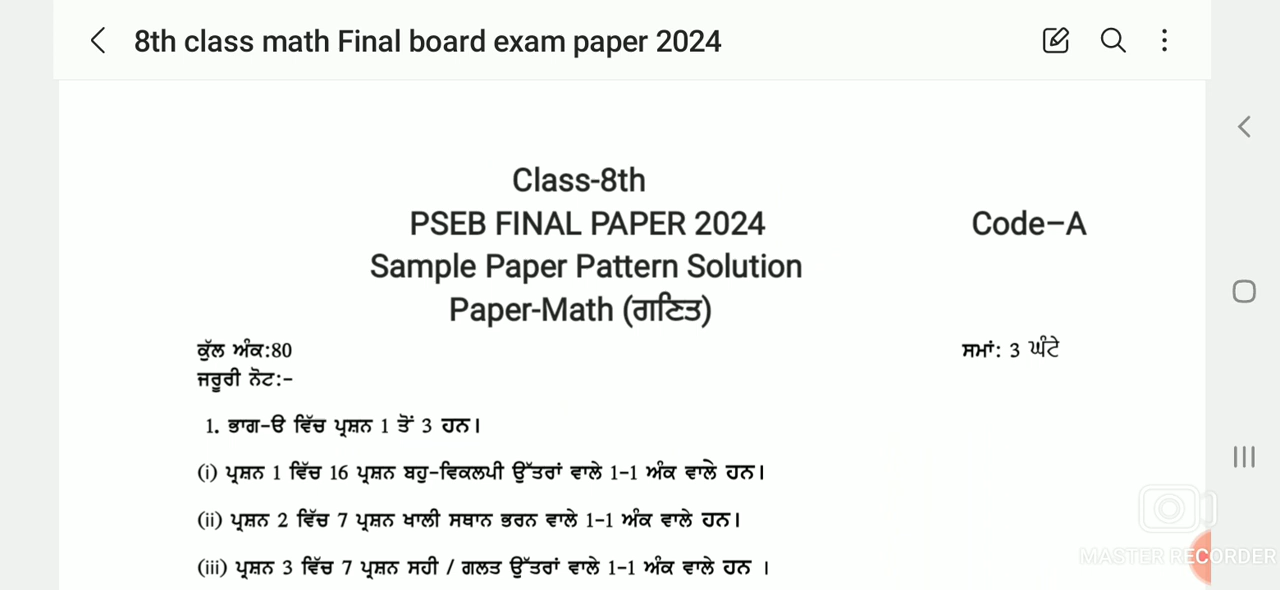 8th class math Final board exam paper 2024
Class-8th
PSEB FINAL PAPER 2024 Code–A
Sample Paper Pattern Solution
Paper-Math (ਗਣਿਤ)
ਕੁੱਲ ਅੰਕ:80 ਸਮਾਂ: 3 ਘੰਟੇ
ਜਰੂਰੀ ਨੋਟ:-
1. ਭਾਗ-ੳ ਵਿੱਚ ਪ੍ਰਸ਼ਨ 1 ਤੋਂ 3 ਹਨ।
(i) ਪ੍ਰਸ਼ਨ 1 ਵਿੱਚ 16 ਪ੍ਰਸ਼ਨ ਬਹੁ-ਵਿਕਲਪੀ ਉੱਤਰਾਂ ਵਾਲੇ 1-1 ਅੰਕ ਵਾਲੇ ਹਨ।
(ii) ਪ੍ਰਸ਼ਨ 2 ਵਿੱਚ 7 ਪ੍ਰਸ਼ਨ ਖਾਲੀ ਸਥਾਨ ਭਰਨ ਵਾਲੇ 1-1 ਅੰਕ ਵਾਲੇ ਹਨ।
(iii) ਪ੍ਰਸ਼ਨ 3 ਵਿੱਚ 7 ਪ੍ਰਸ਼ਨ ਸਹੀ / ਗਲਤ ਉੱਤਰਾਂ ਵਾਲੇ 1-1 ਅੰਕ ਵਾਲੇ ਹਨ ।
MASTER RECORDER